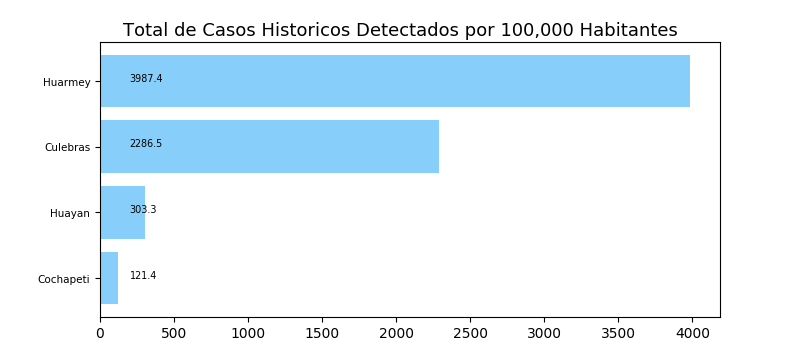 Total de Casos Historicos Detectados por 100,000 Habitantes
Huarmey 3987.4
Culebras 2286.5
Huayan 303.3
Cochapeti 121.4
0 500 1000 1500 2000 2500 3000 3500 4000